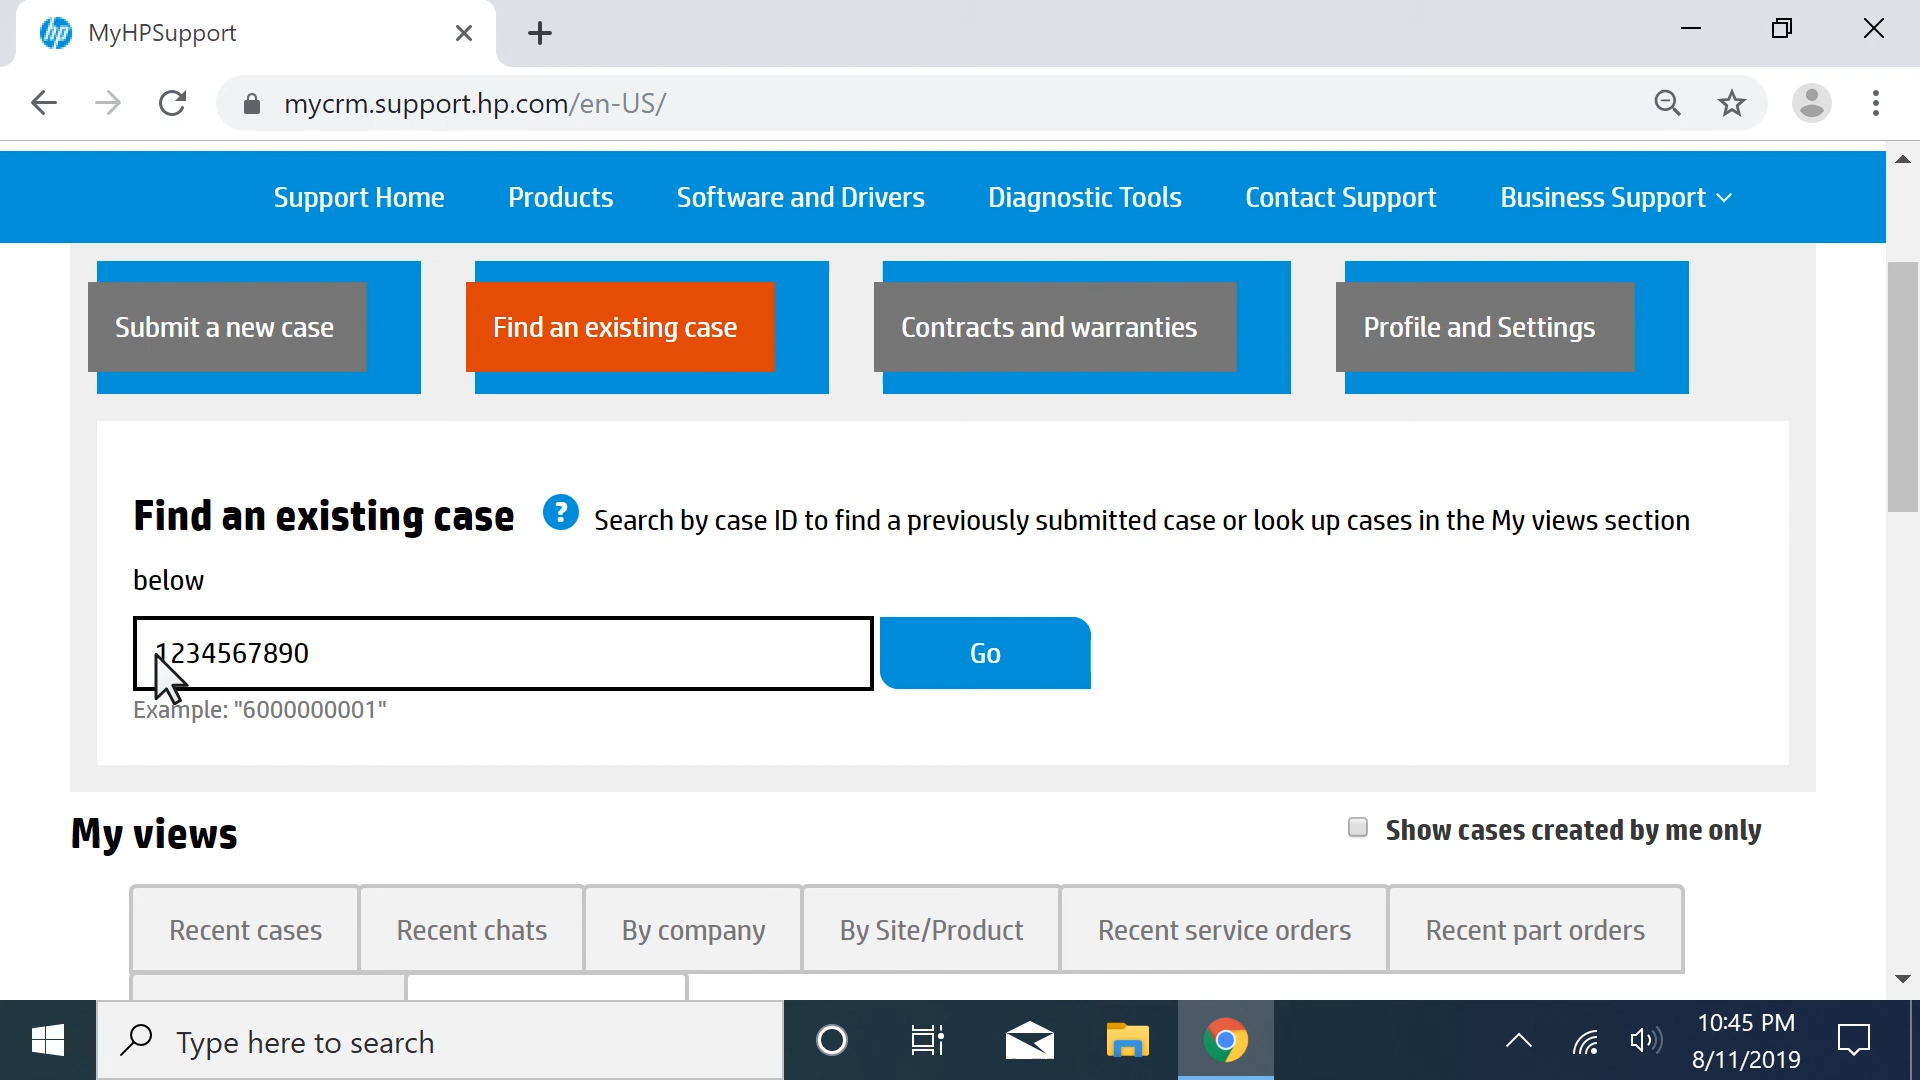 hp MyHPSupport
mycrm.support.hp.com/en-US/
Support Home Products Software and Drivers Diagnostic Tools Contact Support Business Support
Submit a new case Find an existing case Contracts and warranties Profile and Settings
Find an existing case ? Search by case ID to find a previously submitted case or look up cases in the My views section
below
1234567890 Go
Example: "6000000001"
My views Show cases created by me only
Recent cases Recent chats By company By Site/Product Recent service orders Recent part orders
Type here to search 10:45 PM
8/11/2019